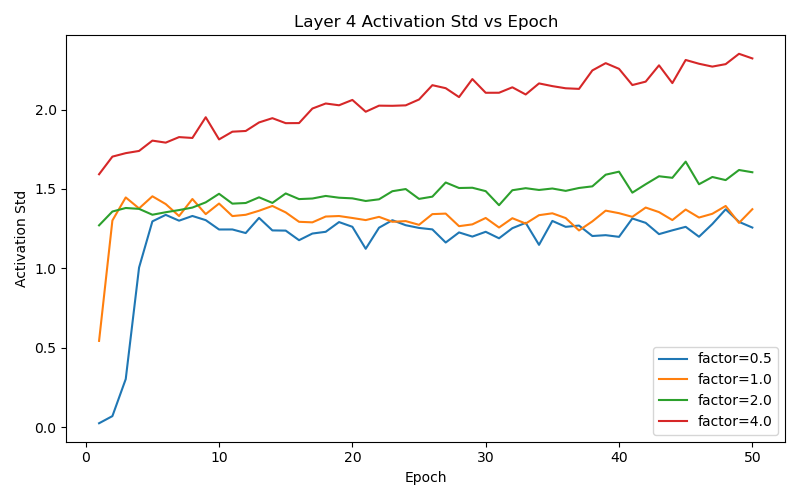 Layer 4 Activation Std vs Epoch
Activation Std
2.0
1.5
1.0
0.5
0.0
0
10
20
30
40
50
Epoch
factor=0.5
factor=1.0
factor=2.0
factor=4.0